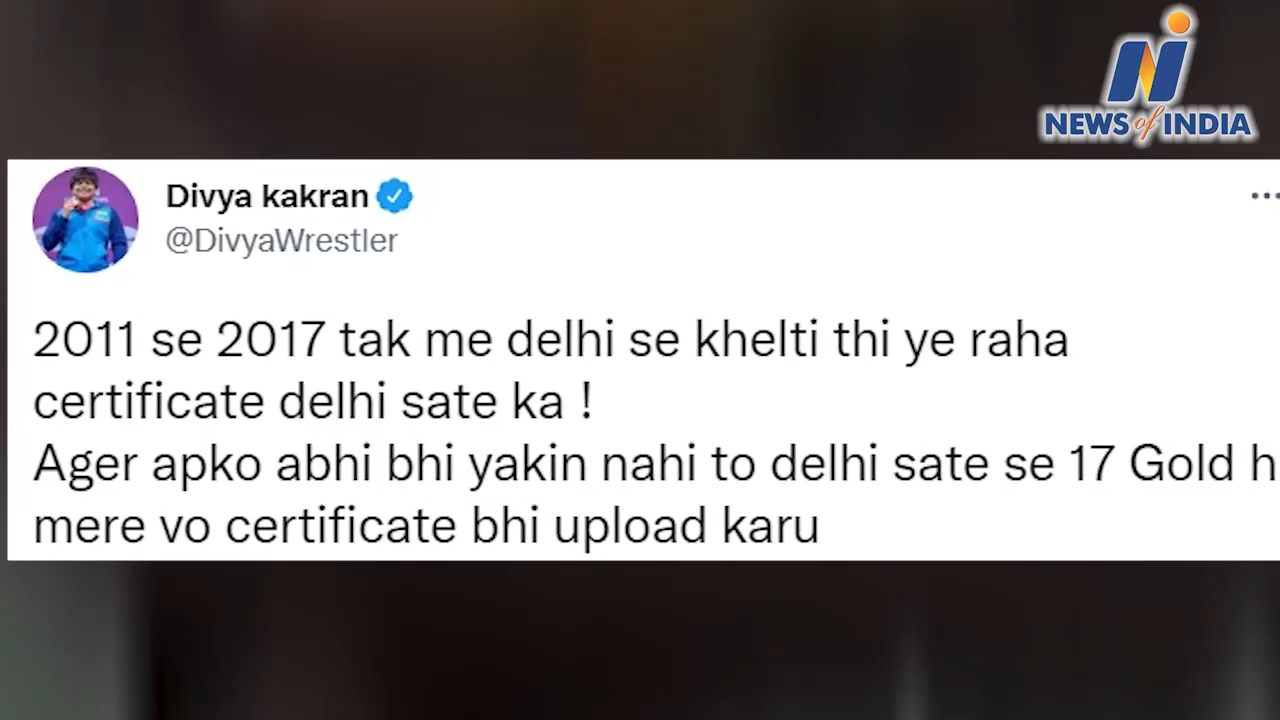 NEWS of INDIA
Divya kakran
@DivyaWrestler
2011 se 2017 tak me delhi se khelti thi ye raha
certificate delhi sate ka !
Ager apko abhi bhi yakin nahi to delhi sate se 17 Gold h
mere vo certificate bhi upload karu